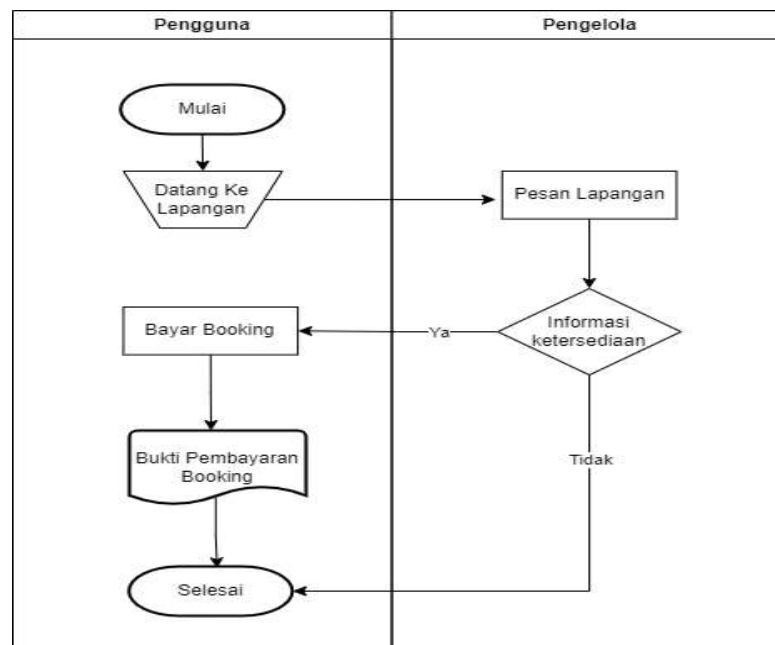 Pengguna
Pengelola
Mulai
Datang Ke
Lapangan
Pesan Lapangan
Informasi
ketersediaan
Ya
Bayar Booking
Bukti Pembayaran
Booking
Tidak
Selesai